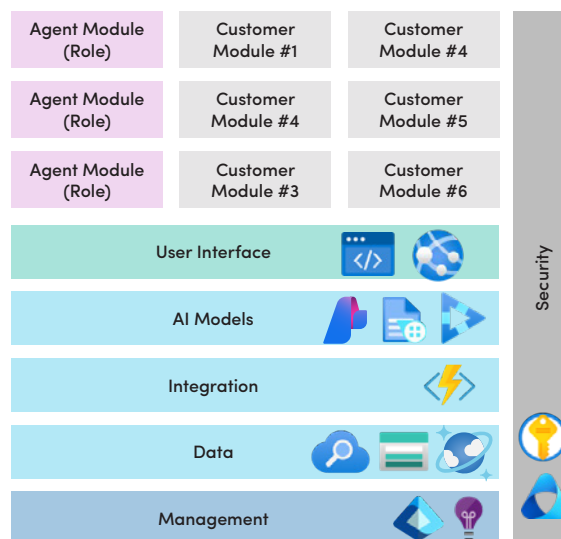 Agent Module
(Role)
Customer
Module #1
Customer
Module #4
Agent Module
(Role)
Customer
Module #4
Customer
Module #5
Agent Module
(Role)
Customer
Module #3
Customer
Module #6
User Interface
</>
AI Models
Integration
Data
Management
Security